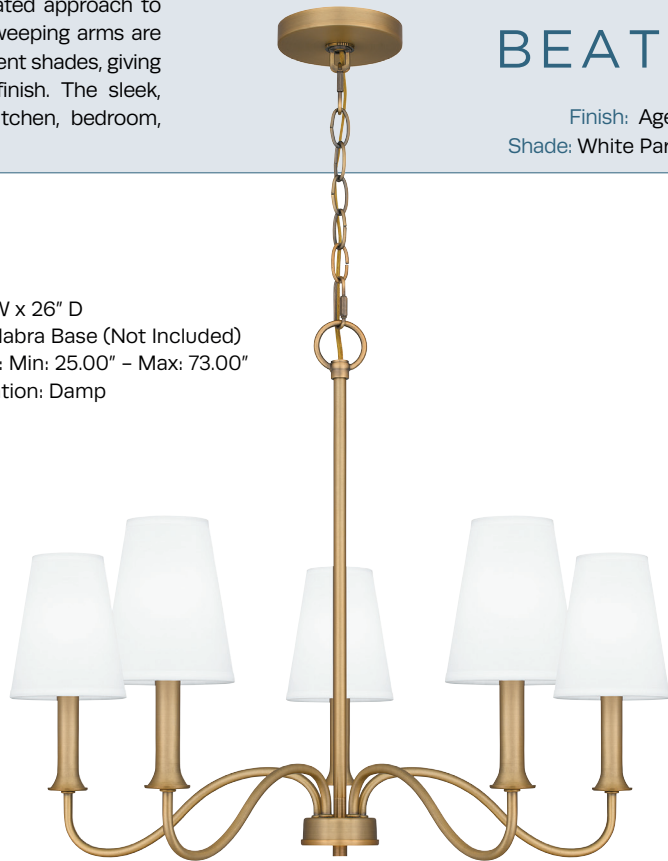 ated approach to
weeping arms are
ent shades, giving
finish. The sleek,
tchen, bedroom,
BEAT
Finish: Age
Shade: White Par
W x 26” D
labra Base (Not Included)
: Min: 25.00” – Max: 73.00”
tion: Damp